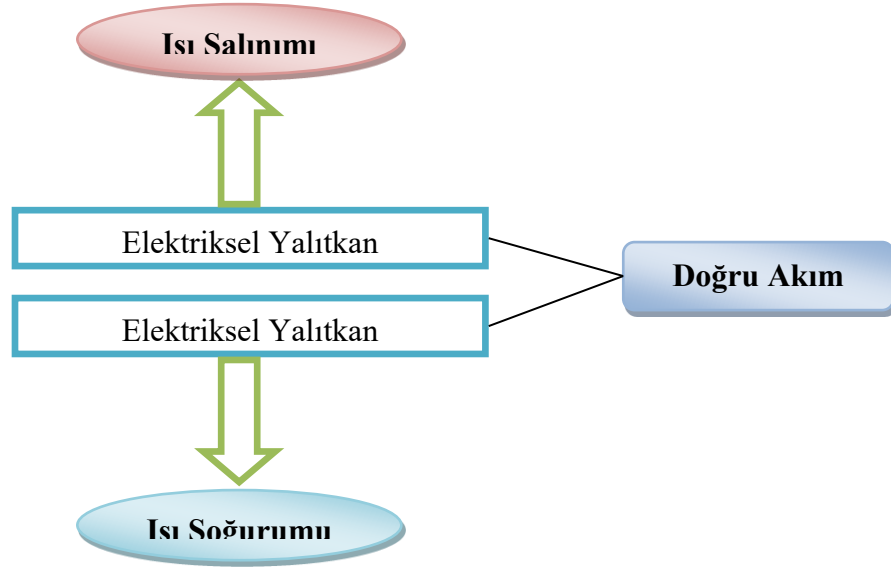 Isı Salınımı
Elektriksel Yalıtkan
Doğru Akım
Elektriksel Yalıtkan
Isı Soğurumu